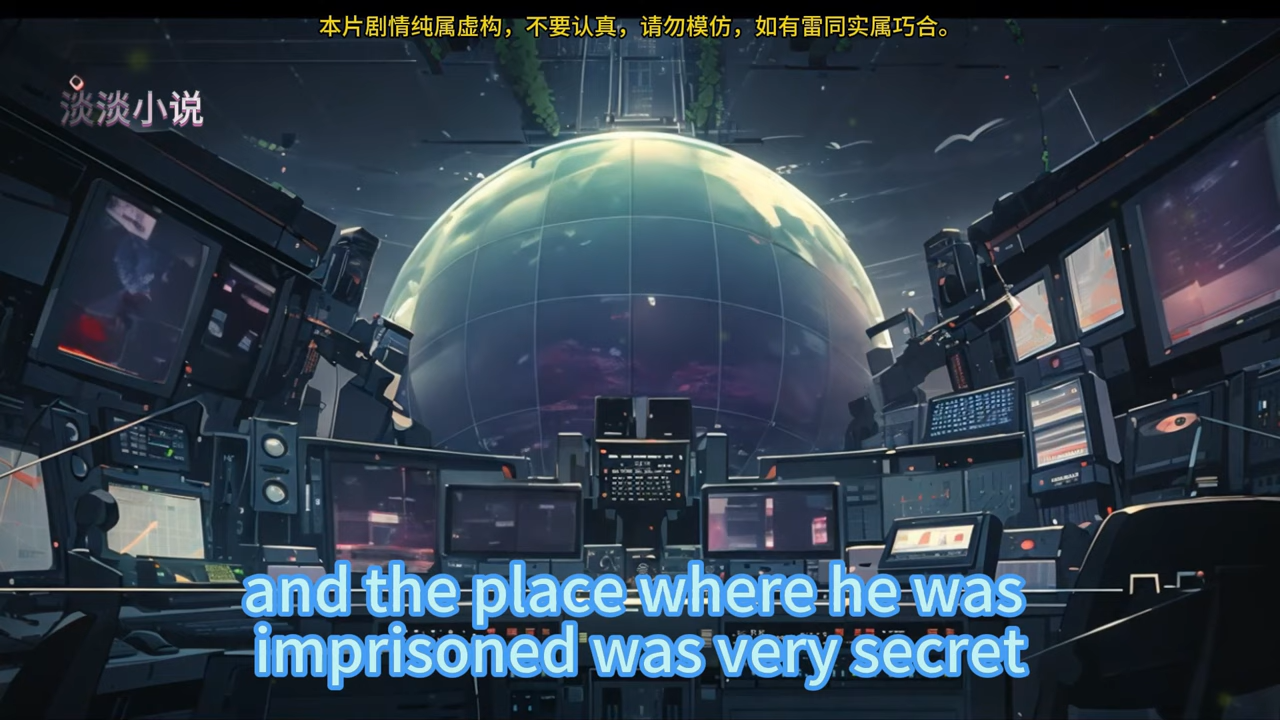 本片剧情纯属虚构，不要认真，请勿模仿，如有雷同实属巧合。
淡淡小说
and the place where he was
imprisoned was very secret